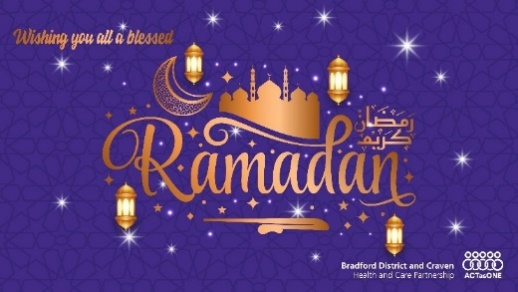 Wishing you all a blessed
Ramadan
رمضان
كريم
Bradford District and Craven
Health and Care Partnership
ACTasONE